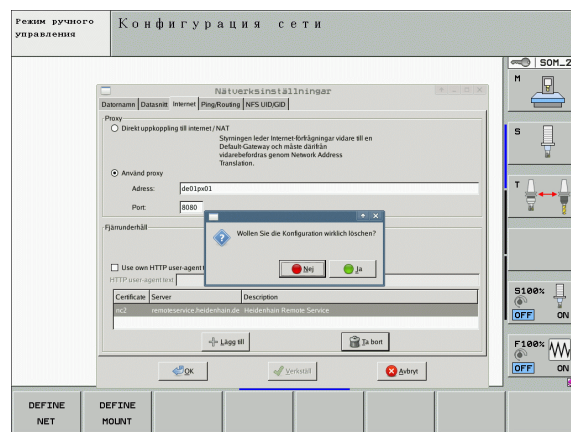 Режим ручного
управления
Конфигурация сети
SOM_2
Nätverksinställningar
Datornamn Datasnitt Internet Ping/Routing NFS UID/GID
Proxy
Direkt uppkoppling till internet / NAT
Styrningen leder Internet-förfrågningar vidare till en
Default-Gateway och måste därifrån
vidarebefordras genom Network Address
Translation.
Använd proxy
Adress: de01px01
Port: 8080
Fjärrunderhåll
Wollen Sie die Konfiguration wirklich löschen?
Nej Ja
Use own HTTP user-agent t
HTTP user-agent text
Certificate Server Description
nc2 remoteservice.heidenhain.de Heidenhain Remote Service
Lägg till Ta bort
OK Verkställ Avbryt
M
S
T
S100%
OFF ON
F100%
OFF ON
DEFINE
NET
DEFINE
MOUNT